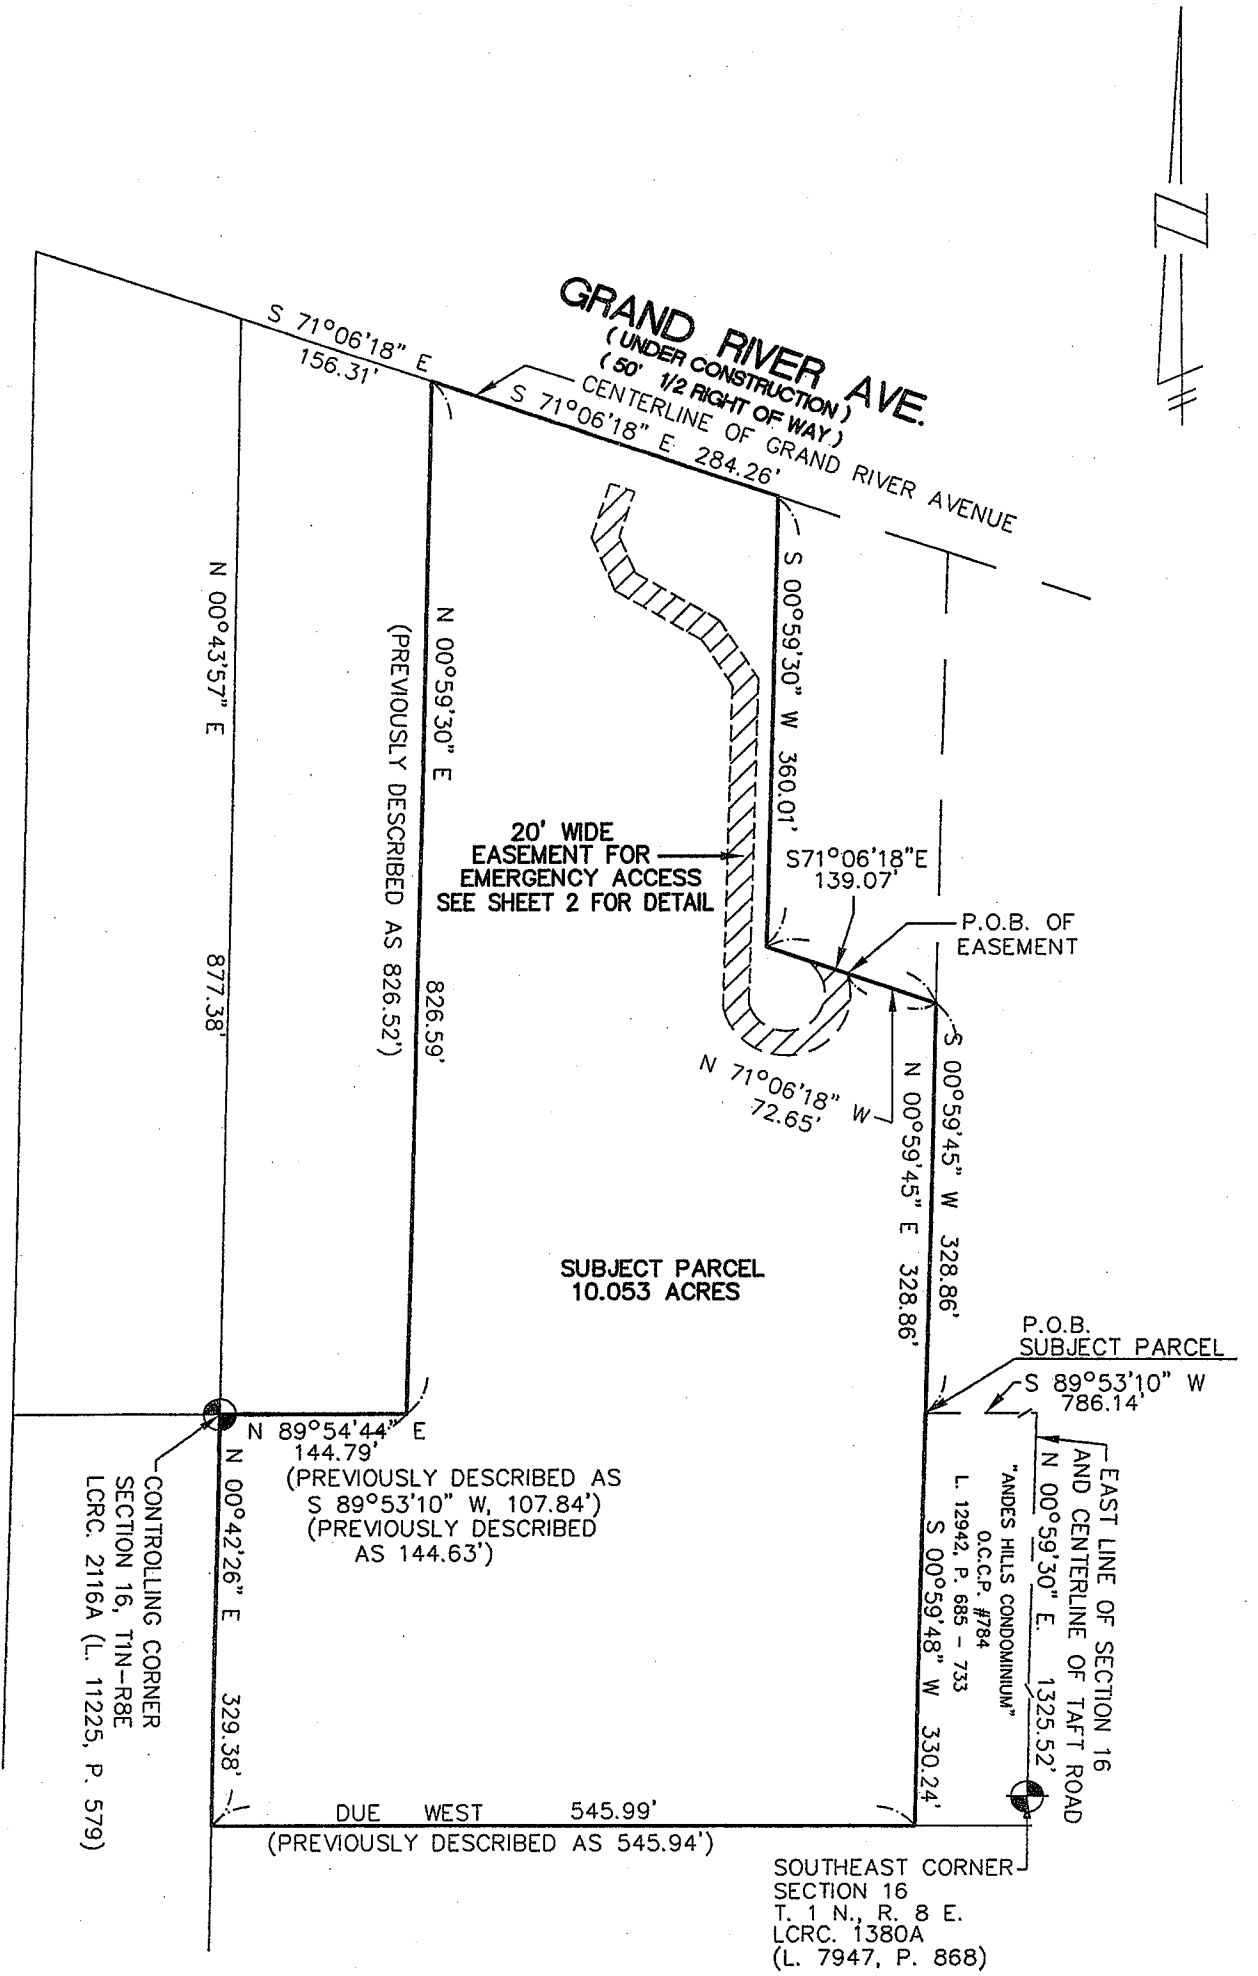 GRAND RIVER AVE.
( UNDER CONSTRUCTION )
( 50' 1/2 RIGHT OF WAY )
CENTERLINE OF GRAND RIVER AVENUE
S 71°06'18" E
156.31'
S 71°06'18" E 284.26'
N 00°43'57" E 877.38'
N 00°59'30" E 826.59'
(PREVIOUSLY DESCRIBED AS 826.52')
S 00°59'30" W 360.01'
20' WIDE
EASEMENT FOR
EMERGENCY ACCESS
SEE SHEET 2 FOR DETAIL
S71°06'18"E
139.07'
P.O.B. OF
EASEMENT
N 71°06'18" W
72.65'
S 00°59'45" W 328.86'
N 00°59'45" E 328.86'
SUBJECT PARCEL
10.053 ACRES
P.O.B.
SUBJECT PARCEL
S 89°53'10" W
786.14'
N 89°54'44" E
144.79'
(PREVIOUSLY DESCRIBED AS
S 89°53'10" W, 107.84')
(PREVIOUSLY DESCRIBED
AS 144.63')
EAST LINE OF SECTION 16
AND CENTERLINE OF TAFT ROAD
N 00°59'30" E. 1325.52'
"ANDES HILLS CONDOMINIUM"
O.C.C.P. #784
L. 12942, P. 685 - 733
S 00°59'48" W 330.24'
N 00°42'26" E 329.38'
CONTROLLING CORNER
SECTION 16, T1N-R8E
LCRC. 2116A (L. 11225, P. 579)
DUE WEST 545.99'
(PREVIOUSLY DESCRIBED AS 545.94')
SOUTHEAST CORNER
SECTION 16
T. 1 N., R. 8 E.
LCRC. 1380A
(L. 7947, P. 868)
N